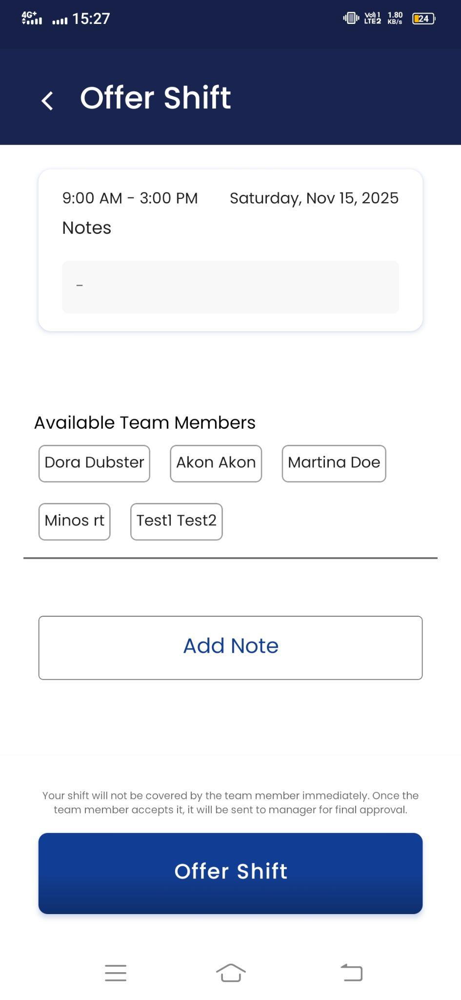 4G+ 15:27 Vo) 1 LTE2 1.80 KB/s 24
Offer Shift
9:00 AM - 3:00 PM Saturday, Nov 15, 2025
Notes
-
Available Team Members
Dora Dubster Akon Akon Martina Doe
Minos rt Test1 Test2
Add Note
Your shift will not be covered by the team member immediately. Once the
team member accepts it, it will be sent to manager for final approval.
Offer Shift